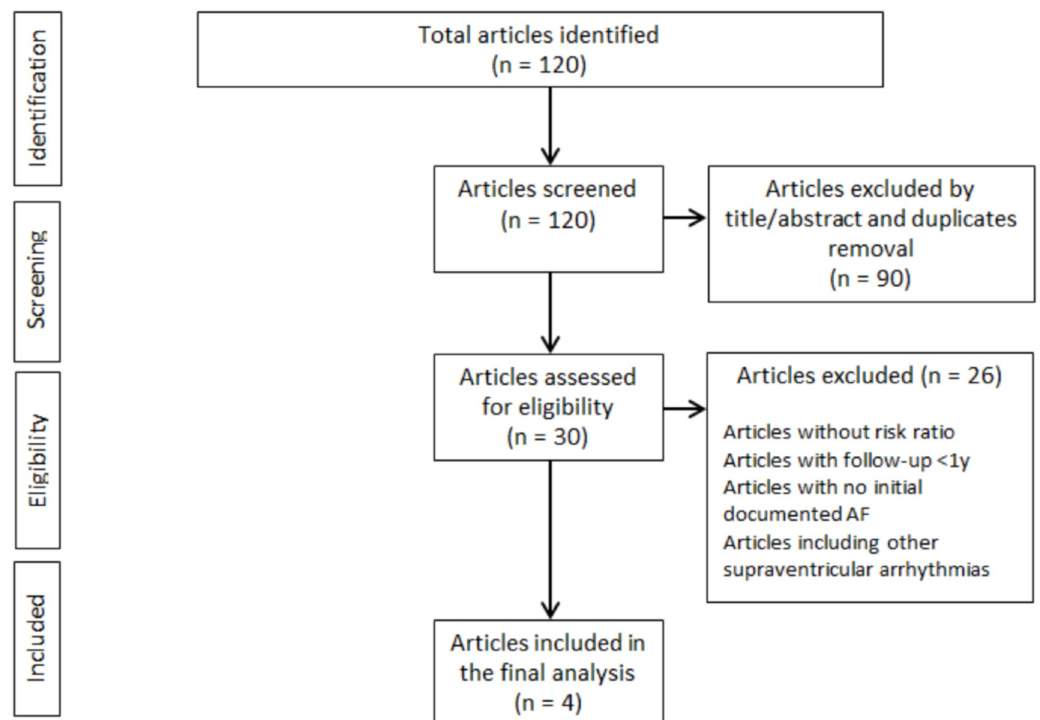 Identification
Total articles identified
(n = 120)
Screening
Articles screened
(n = 120)
Articles excluded by
title/abstract and duplicates
removal
(n = 90)
Eligibility
Articles assessed
for eligibility
(n = 30)
Articles excluded (n = 26)
Articles without risk ratio
Articles with follow-up <1y
Articles with no initial
documented AF
Articles including other
supraventricular arrhythmias
Included
Articles included in
the final analysis
(n = 4)